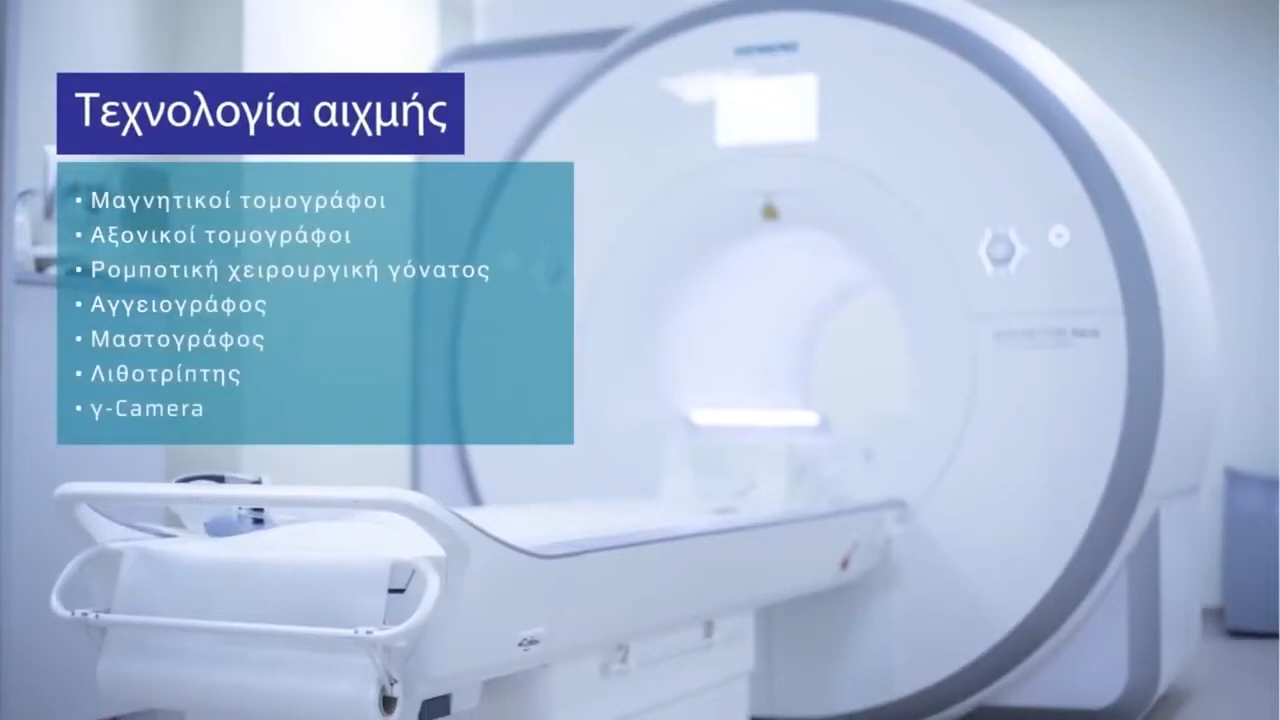 Τεχνολογία αιχμής
• Μαγνητικοί τομογράφοι
• Αξονικοί τομογράφοι
• Ρομποτική χειρουργική γόνατος
• Αγγειογράφος
• Μαστογράφος
• Λιθοτρίπτης
• γ-Camera